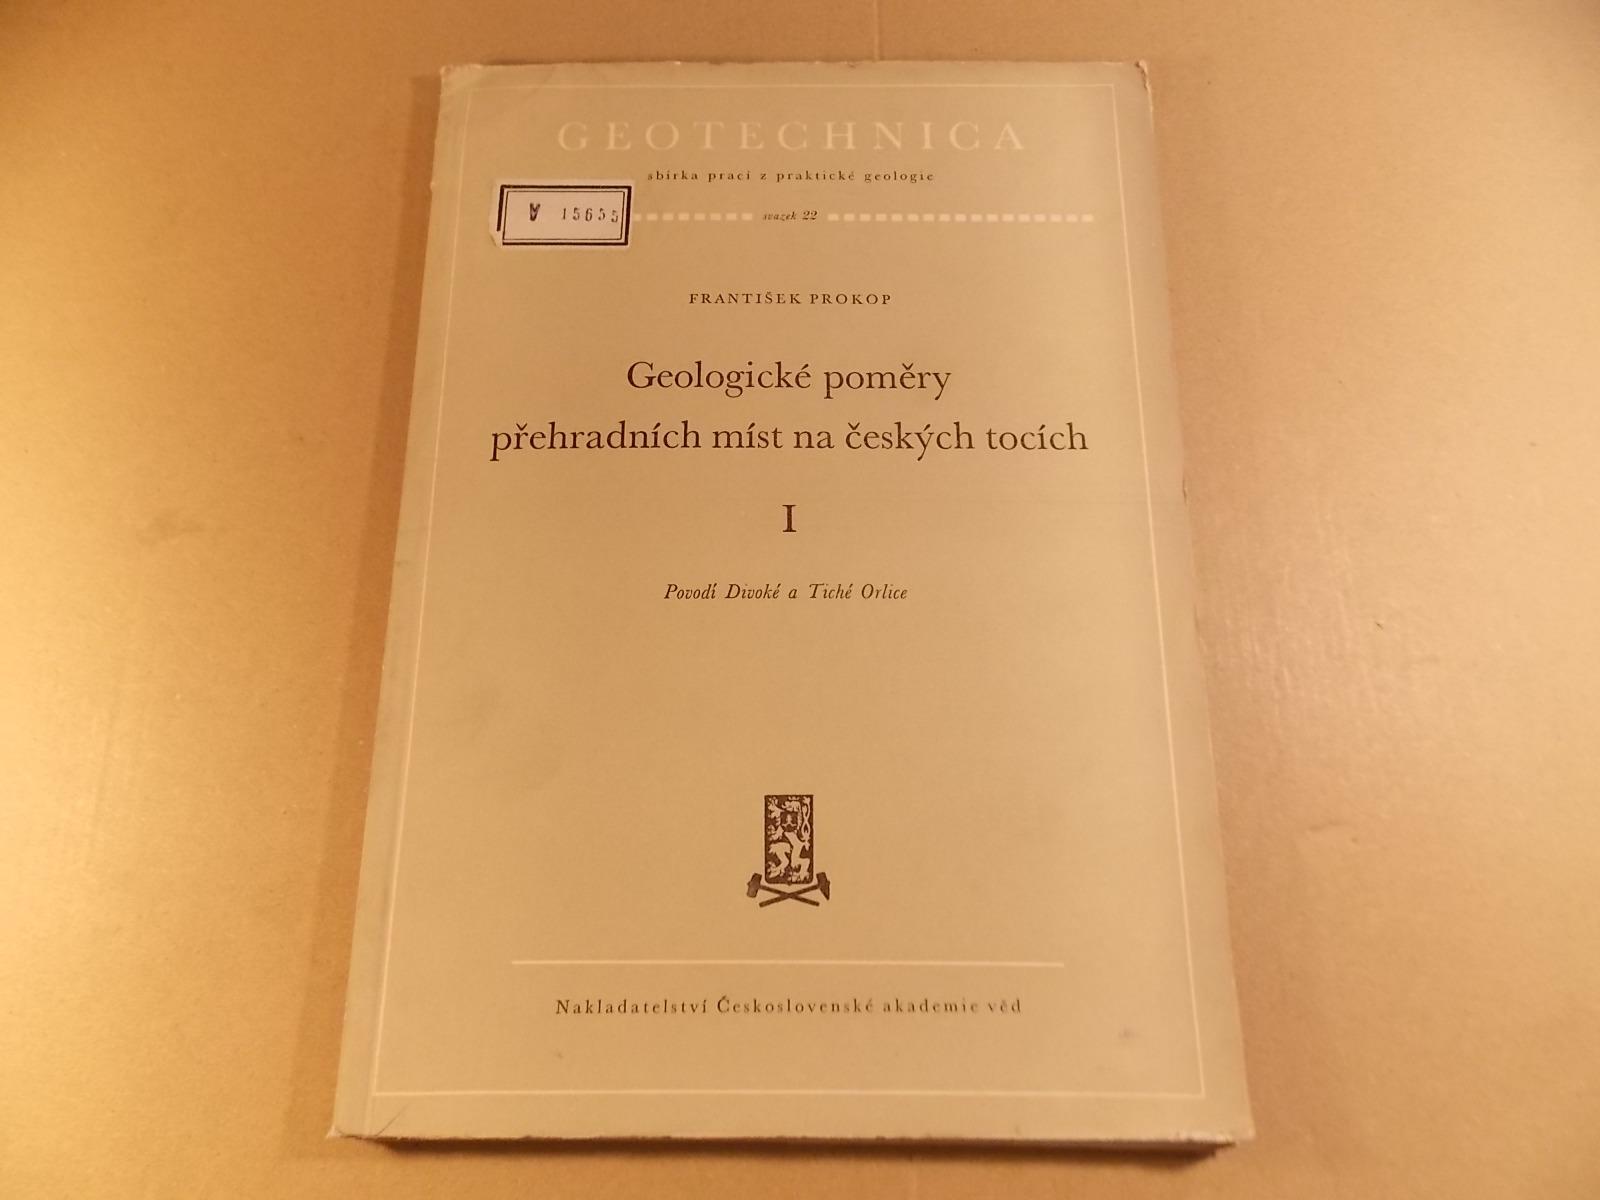 GEOTECHNICA
sbírka prací z praktické geologie
V 15655
svazek 22
FRANTIŠEK PROKOP
Geologické poměry
přehradních míst na českých tocích
I
Povodí Divoké a Tiché Orlice
Nakladatelství Československé akademie věd